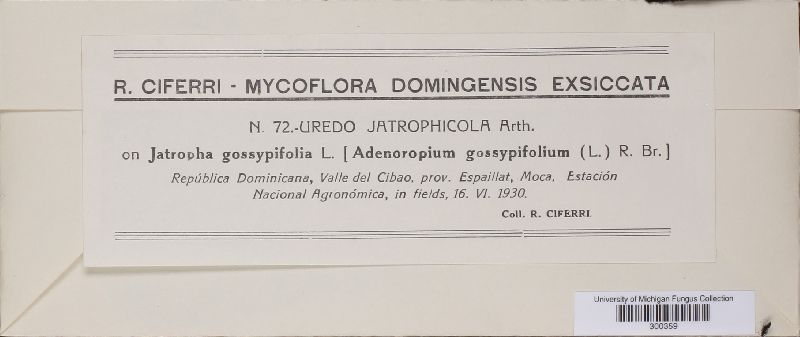 R. CIFERRI - MYCOFLORA DOMINGENSIS EXSICCATA
N. 72.-UREDO JATROPHICOLA Arth.
on Jatropha gossypifolia L. [Adenoropium gossypifolium (L.) R. Br.]
República Dominicana, Valle del Cibao, prov. Espaillat, Moca, Estación
Nacional Agronómica, in fields, 16. VI. 1930.
Coll. R. CIFERRI.
University of Michigan Fungus Collection
300359